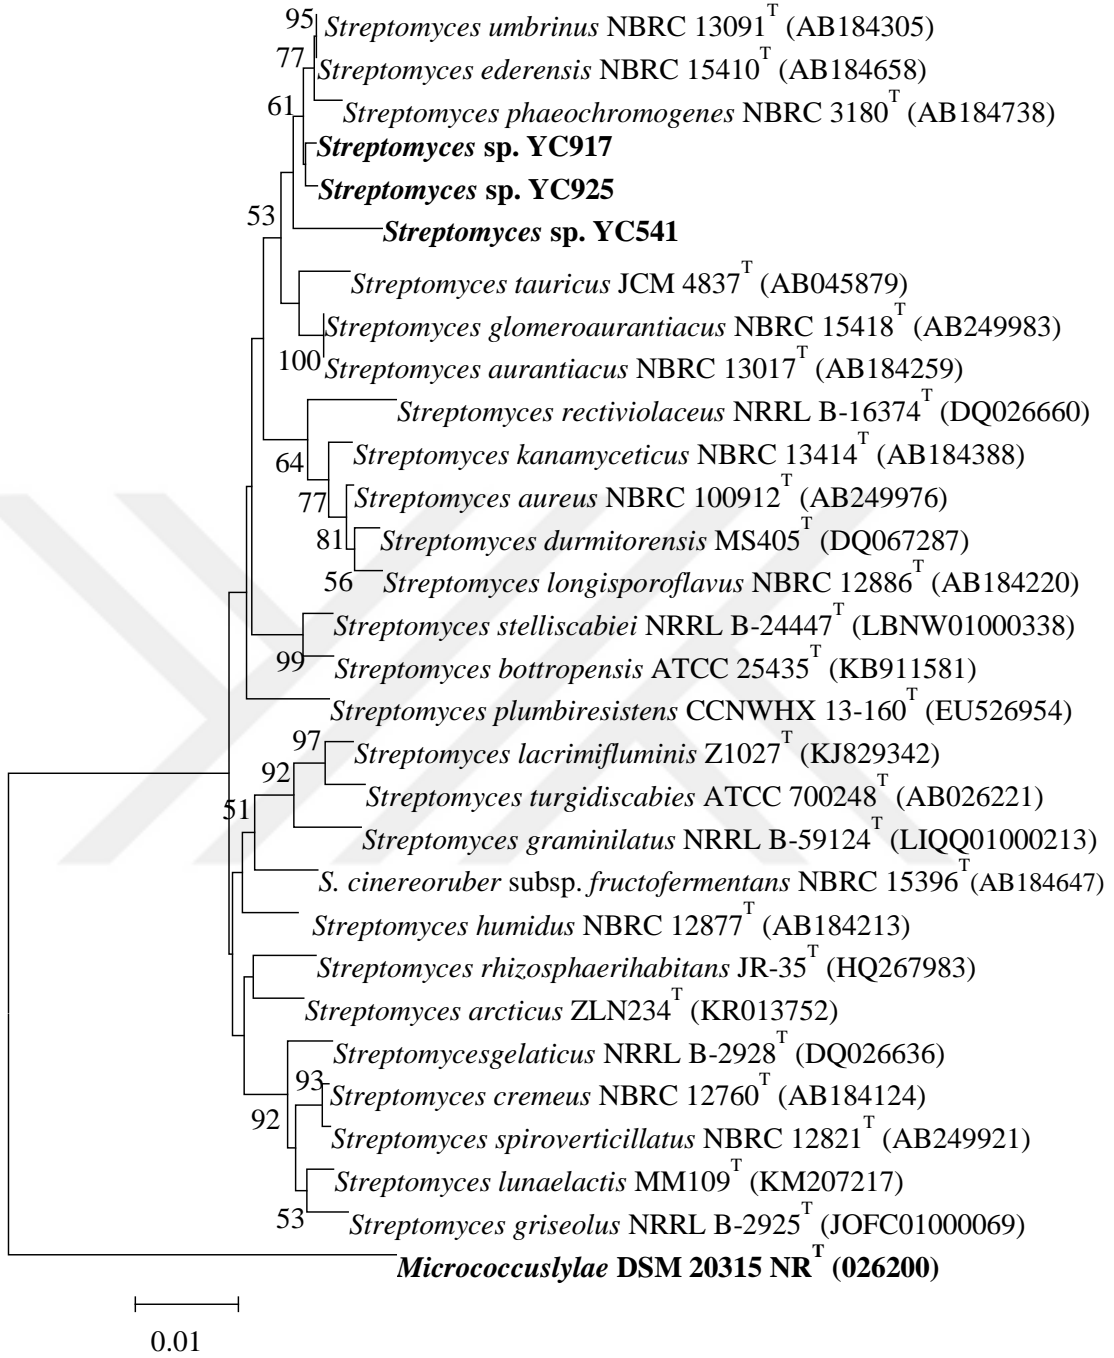 95 Streptomyces umbrinus NBRC 13091T (AB184305)
77 Streptomyces ederensis NBRC 15410T (AB184658)
61 Streptomyces phaeochromogenes NBRC 3180T (AB184738)
Streptomyces sp. YC917
Streptomyces sp. YC925
53
Streptomyces sp. YC541
Streptomyces tauricus JCM 4837T (AB045879)
Streptomyces glomeroaurantiacus NBRC 15418T (AB249983)
100 Streptomyces aurantiacus NBRC 13017T (AB184259)
Streptomyces rectiviolaceus NRRL B-16374T (DQ026660)
64 Streptomyces kanamyceticus NBRC 13414T (AB184388)
77 Streptomyces aureus NBRC 100912T (AB249976)
81 Streptomyces durmitorensis MS405T (DQ067287)
56 Streptomyces longisporoflavus NBRC 12886T (AB184220)
Streptomyces stelliscabiei NRRL B-24447T (LBNW01000338)
99 Streptomyces bottropensis ATCC 25435T (KB911581)
Streptomyces plumbiresistens CCNWHX 13-160T (EU526954)
97 Streptomyces lacrimifluminis Z1027T (KJ829342)
92 Streptomyces turgidiscabies ATCC 700248T (AB026221)
51 Streptomyces graminilatus NRRL B-59124T (LIQQ01000213)
S. cinereoruber subsp. fructofermentans NBRC 15396T(AB184647)
Streptomyces humidus NBRC 12877T (AB184213)
Streptomyces rhizosphaerihabitans JR-35T (HQ267983)
Streptomyces arcticus ZLN234T (KR013752)
Streptomycesgelaticus NRRL B-2928T (DQ026636)
93 Streptomyces cremeus NBRC 12760T (AB184124)
92 Streptomyces spiroverticillatus NBRC 12821T (AB249921)
Streptomyces lunaelactis MM109T (KM207217)
53 Streptomyces griseolus NRRL B-2925T (JOFC01000069)
Micrococcuslylae DSM 20315 NRT (026200)
0.01